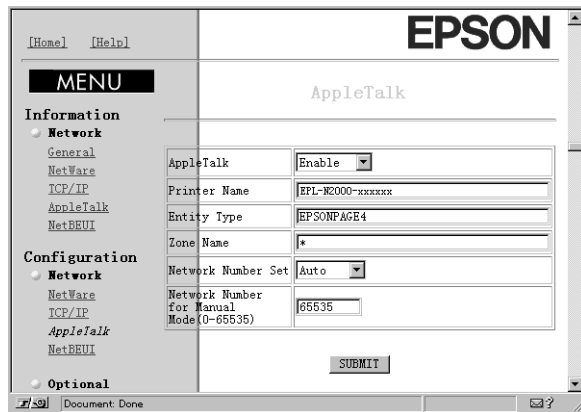 EPSON
[Home] [Help]
MENU
Information
Network
General
NetWare
TCP/IP
AppleTalk
NetBEUI
Configuration
Network
NetWare
TCP/IP
AppleTalk
NetBEUI
Optional
AppleTalk
AppleTalk Enable
Printer Name EPL-N2000-xxxxxx
Entity Type EPSONPAGE4
Zone Name *
Network Number Set Auto
Network Number
for Manual
Mode(0-65535) 65535
SUBMIT
Document: Done